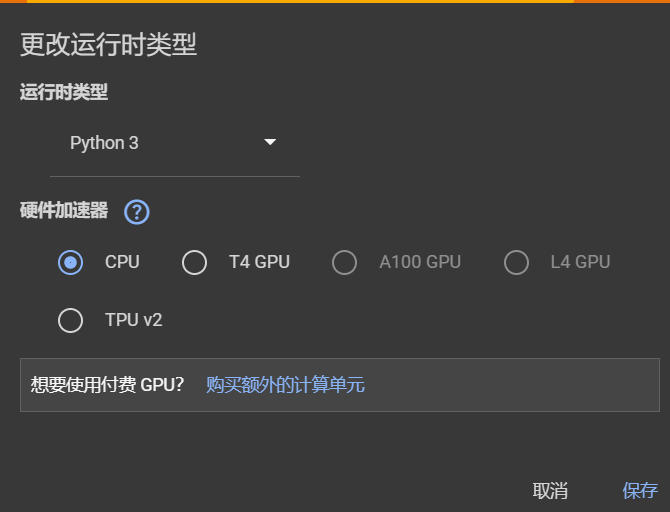 更改运行时类型
运行时类型
Python 3
硬件加速器 ?
CPU T4 GPU A100 GPU L4 GPU
TPU v2
想要使用付费 GPU？ 购买额外的计算单元
取消 保存